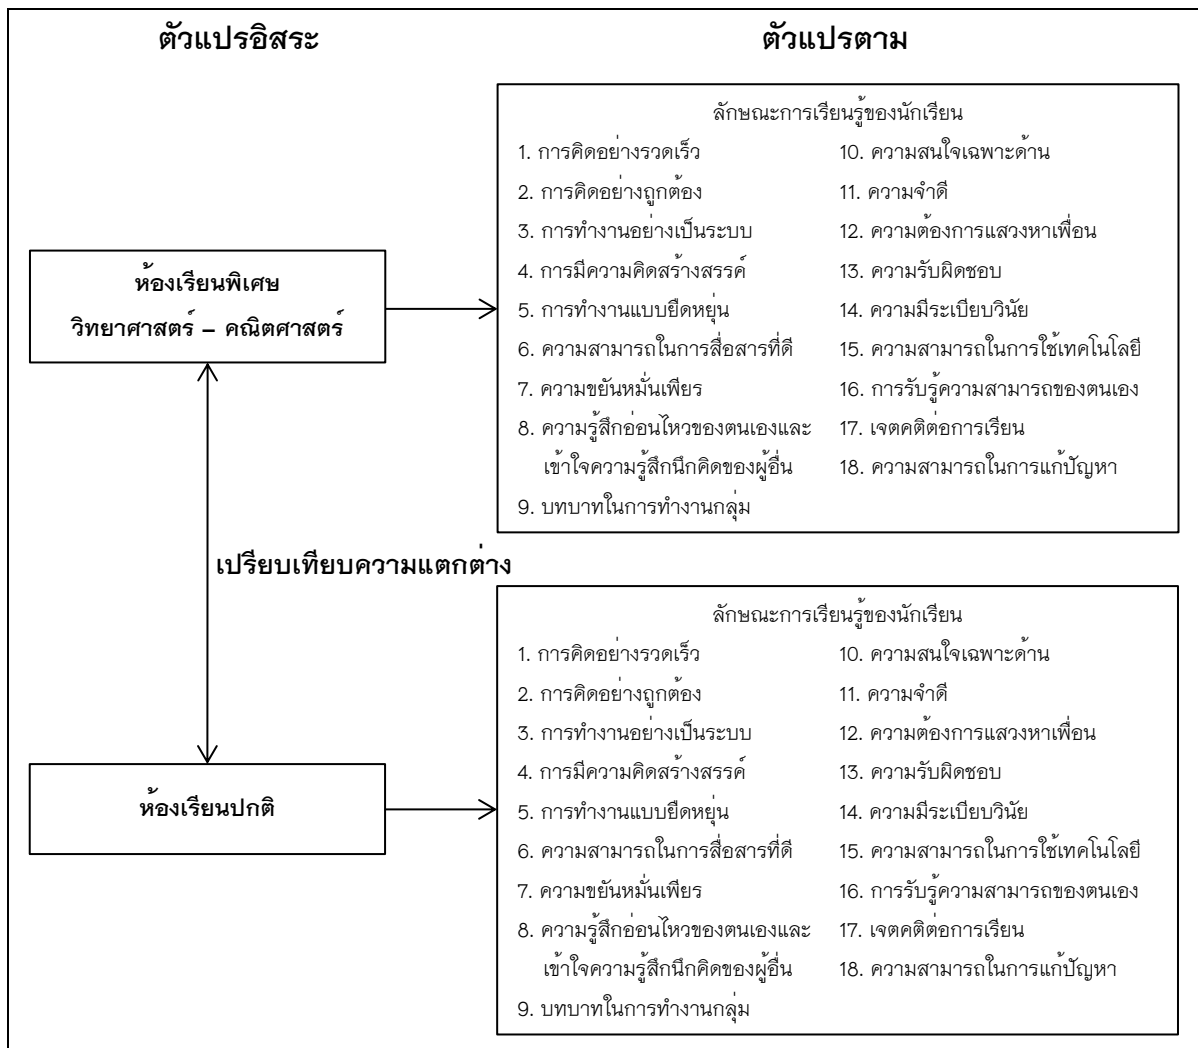 ตัวแปรอิสระ
ตัวแปรตาม
ลักษณะการเรียนรู้ของนักเรียน
1. การคิดอย่างรวดเร็ว
2. การคิดอย่างถูกต้อง
3. การทำงานอย่างเป็นระบบ
4. การมีความคิดสร้างสรรค์
5. การทำงานแบบยืดหยุ่น
6. ความสามารถในการสื่อสารที่ดี
7. ความขยันหมั่นเพียร
8. ความรู้สึกอ่อนไหวของตนเองและ
เข้าใจความรู้สึกนึกคิดของผู้อื่น
9. บทบาทในการทำงานกลุ่ม
10. ความสนใจเฉพาะด้าน
11. ความจำดี
12. ความต้องการแสวงหาเพื่อน
13. ความรับผิดชอบ
14. ความมีระเบียบวินัย
15. ความสามารถในการใช้เทคโนโลยี
16. การรับรู้ความสามารถของตนเอง
17. เจตคติต่อการเรียน
18. ความสามารถในการแก้ปัญหา
ห้องเรียนพิเศษ
วิทยาศาสตร์ – คณิตศาสตร์
เปรียบเทียบความแตกต่าง
ห้องเรียนปกติ
ลักษณะการเรียนรู้ของนักเรียน
1. การคิดอย่างรวดเร็ว
2. การคิดอย่างถูกต้อง
3. การทำงานอย่างเป็นระบบ
4. การมีความคิดสร้างสรรค์
5. การทำงานแบบยืดหยุ่น
6. ความสามารถในการสื่อสารที่ดี
7. ความขยันหมั่นเพียร
8. ความรู้สึกอ่อนไหวของตนเองและ
เข้าใจความรู้สึกนึกคิดของผู้อื่น
9. บทบาทในการทำงานกลุ่ม
10. ความสนใจเฉพาะด้าน
11. ความจำดี
12. ความต้องการแสวงหาเพื่อน
13. ความรับผิดชอบ
14. ความมีระเบียบวินัย
15. ความสามารถในการใช้เทคโนโลยี
16. การรับรู้ความสามารถของตนเอง
17. เจตคติต่อการเรียน
18. ความสามารถในการแก้ปัญหา